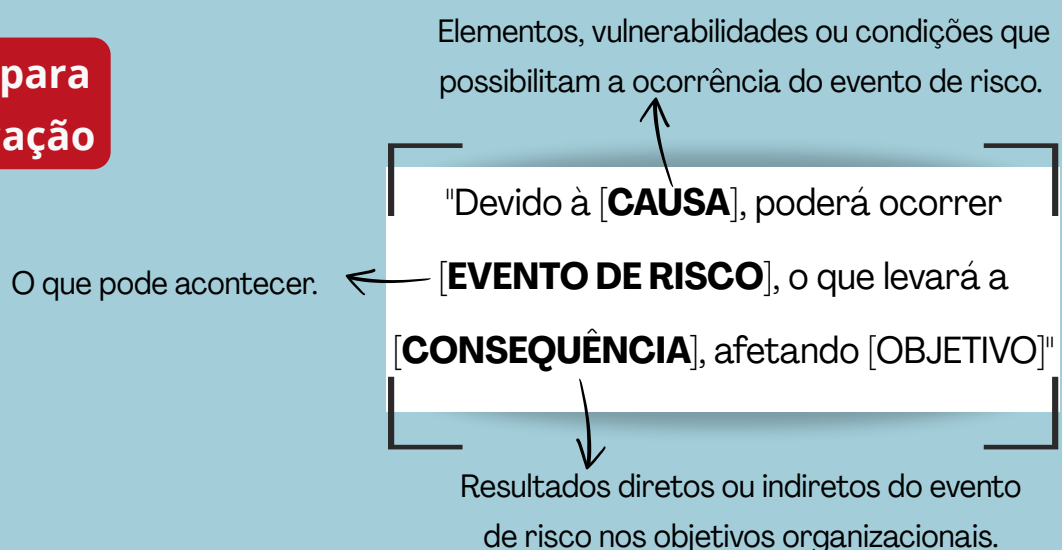 para
ação
Elementos, vulnerabilidades ou condições que
possibilitam a ocorrência do evento de risco.
"Devido à [CAUSA], poderá ocorrer
O que pode acontecer.
[EVENTO DE RISCO], o que levará a
[CONSEQUÊNCIA], afetando [OBJETIVO]"
Resultados diretos ou indiretos do evento
de risco nos objetivos organizacionais.